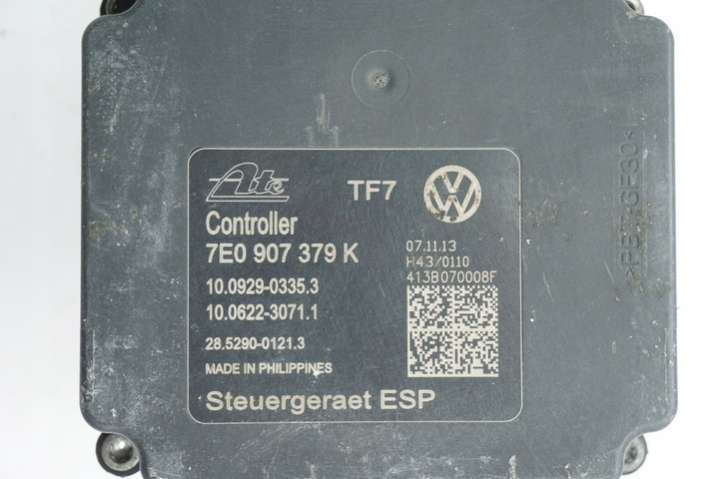 Ate
TF7
VW
Controller
7E0 907 379 K
07.11.13
H43/0110
413B070008F
10.0929-0335.3
10.0622-3071.1
28.5290-0121.3
MADE IN PHILIPPINES
Steuergeraet ESP